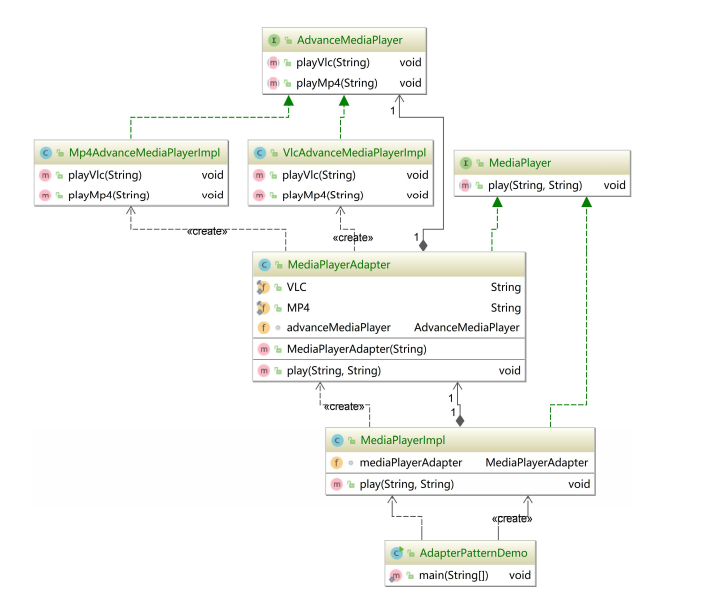 AdvanceMediaPlayer
playVlc(String) void
playMp4(String) void
1
Mp4AdvanceMediaPlayerImpl
playVlc(String) void
playMp4(String) void
VlcAdvanceMediaPlayerImpl
playVlc(String) void
playMp4(String) void
MediaPlayer
play(String, String) void
«create»
«create»
1
MediaPlayerAdapter
VLC String
MP4 String
advanceMediaPlayer AdvanceMediaPlayer
MediaPlayerAdapter(String)
play(String, String) void
«create»
1
1
MediaPlayerImpl
mediaPlayerAdapter MediaPlayerAdapter
play(String, String) void
«create»
AdapterPatternDemo
main(String[]) void